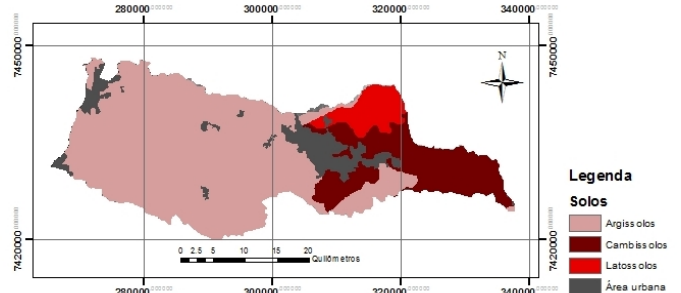 280000 300000 320000 340000
7450000
7450000
N
7420000
7420000
0 2.5 5 10 15 20
Quilômetros
280000 300000 320000 340000
Legenda
Solos
Argissolos
Cambissolos
Latossolos
Área urbana